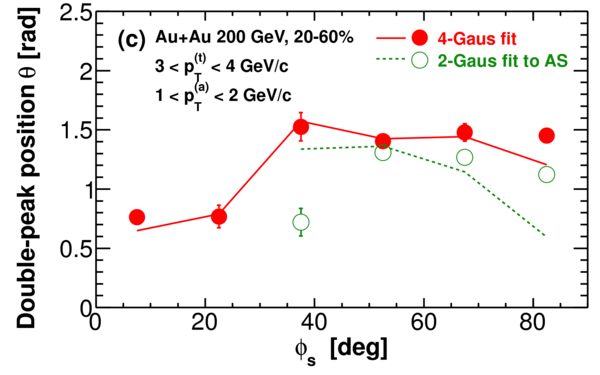 (c) Au+Au 200 GeV, 20-60%
3 < p_T^(t) < 4 GeV/c
1 < p_T^(a) < 2 GeV/c
4-Gaus fit
2-Gaus fit to AS
Double-peak position θ [rad]
2.5
2
1.5
1
0.5
0
0 20 40 60 80
ϕ_s [deg]